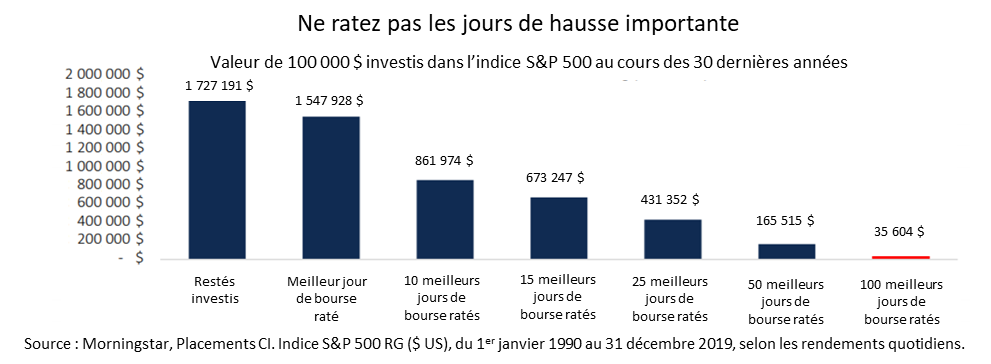 Ne ratez pas les jours de hausse importante
Valeur de 100 000 $ investis dans l'indice S&P 500 au cours des 30 dernières années
2 000 000 $
1 800 000 $
1 600 000 $
1 400 000 $
1 200 000 $
1 000 000 $
800 000 $
600 000 $
400 000 $
200 000 $
- $
1 727 191 $
1 547 928 $
861 974 $
673 247 $
431 352 $
165 515 $
35 604 $
Restés
investis
Meilleur jour
de bourse
raté
10 meilleurs
jours de
bourse ratés
15 meilleurs
jours de
bourse ratés
25 meilleurs
jours de
bourse ratés
50 meilleurs
jours de
bourse ratés
100 meilleurs
jours de
bourse ratés
Source : Morningstar, Placements CI. Indice S&P 500 RG ($ US), du 1er janvier 1990 au 31 décembre 2019, selon les rendements quotidiens.